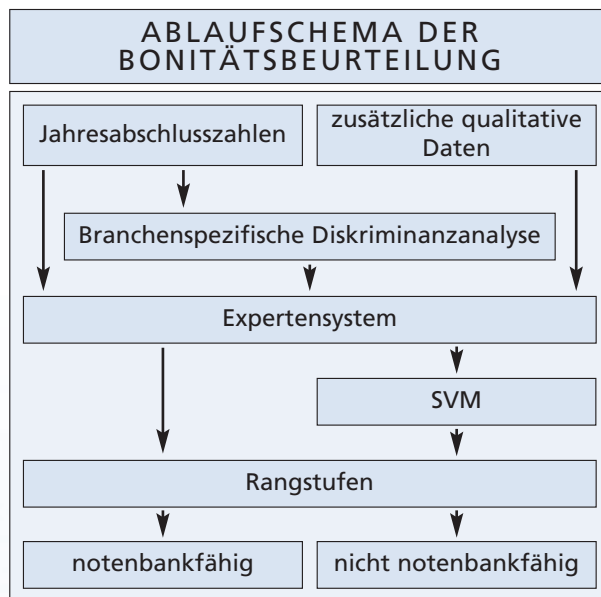 ABLAUFSCHEMA DER
BONITÄTSBEURTEILUNG
Jahresabschlusszahlen
zusätzliche qualitative
Daten
Branchenspezifische Diskriminanzanalyse
Expertensystem
SVM
Rangstufen
notenbankfähig
nicht notenbankfähig